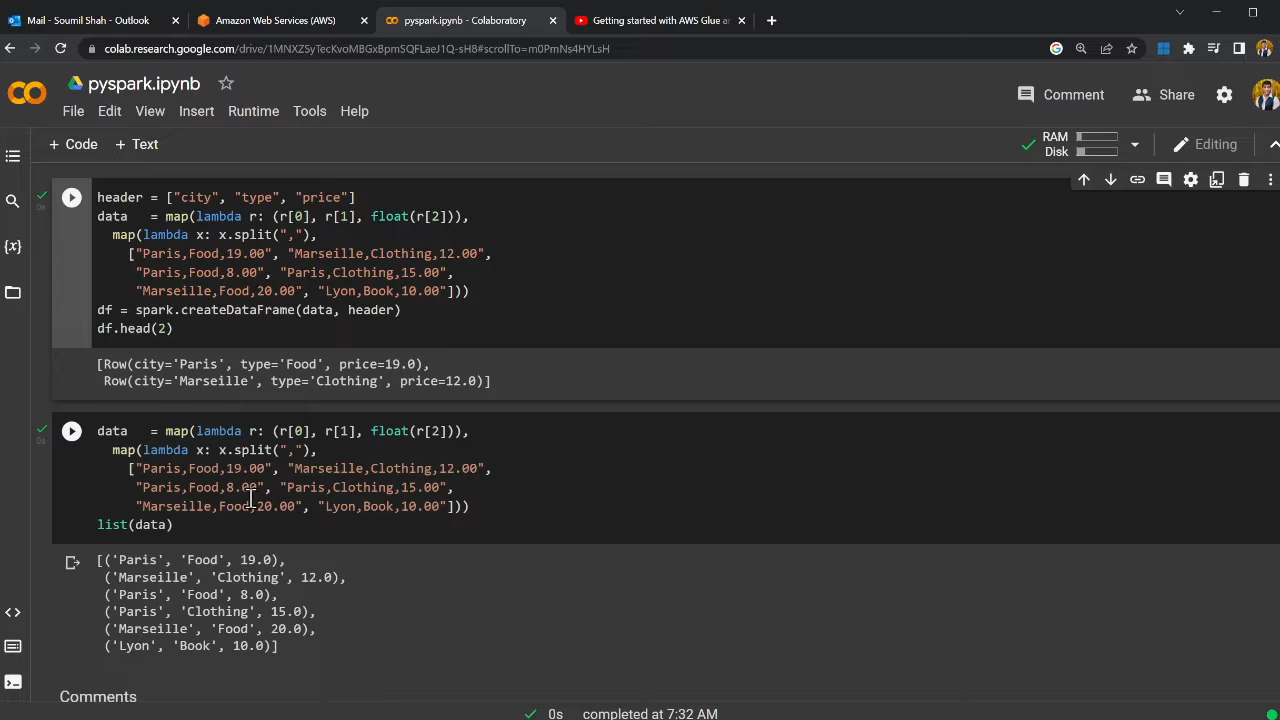 Mail - Soumil Shah - Outlook
Amazon Web Services (AWS)
pyspark.ipynb - Colaboratory
Getting started with AWS Glue ar
colab.research.google.com/drive/1MNXZSyTecKvoMBGxBpmSQFLaeJ1Q-sH8#scrollTo=m0PmNs4HYLsH
pyspark.ipynb
File Edit View Insert Runtime Tools Help
Comment
Share
+ Code + Text
RAM
Disk
Editing
header = ["city", "type", "price"]
data   = map(lambda r: (r[0], r[1], float(r[2])),
  map(lambda x: x.split(","),
    ["Paris,Food,19.00", "Marseille,Clothing,12.00",
     "Paris,Food,8.00", "Paris,Clothing,15.00",
     "Marseille,Food,20.00", "Lyon,Book,10.00"]))
df = spark.createDataFrame(data, header)
df.head(2)
[Row(city='Paris', type='Food', price=19.0),
 Row(city='Marseille', type='Clothing', price=12.0)]
data   = map(lambda r: (r[0], r[1], float(r[2])),
  map(lambda x: x.split(","),
    ["Paris,Food,19.00", "Marseille,Clothing,12.00",
     "Paris,Food,8.00", "Paris,Clothing,15.00",
     "Marseille,Food,20.00", "Lyon,Book,10.00"]))
list(data)
[('Paris', 'Food', 19.0),
 ('Marseille', 'Clothing', 12.0),
 ('Paris', 'Food', 8.0),
 ('Paris', 'Clothing', 15.0),
 ('Marseille', 'Food', 20.0),
 ('Lyon', 'Book', 10.0)]
Comments
0s completed at 7:32 AM